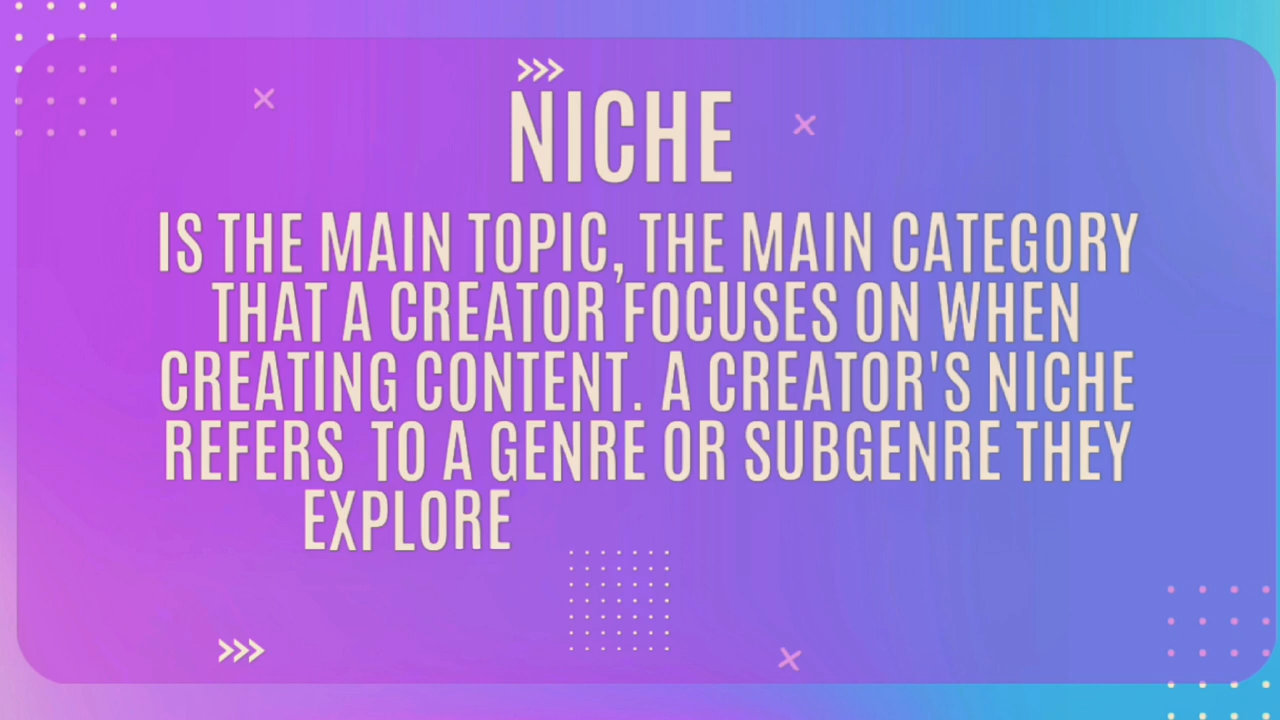 NICHE
IS THE MAIN TOPIC, THE MAIN CATEGORY
THAT A CREATOR FOCUSES ON WHEN
CREATING CONTENT. A CREATOR'S NICHE
REFERS TO A GENRE OR SUBGENRE THEY
EXPLORE